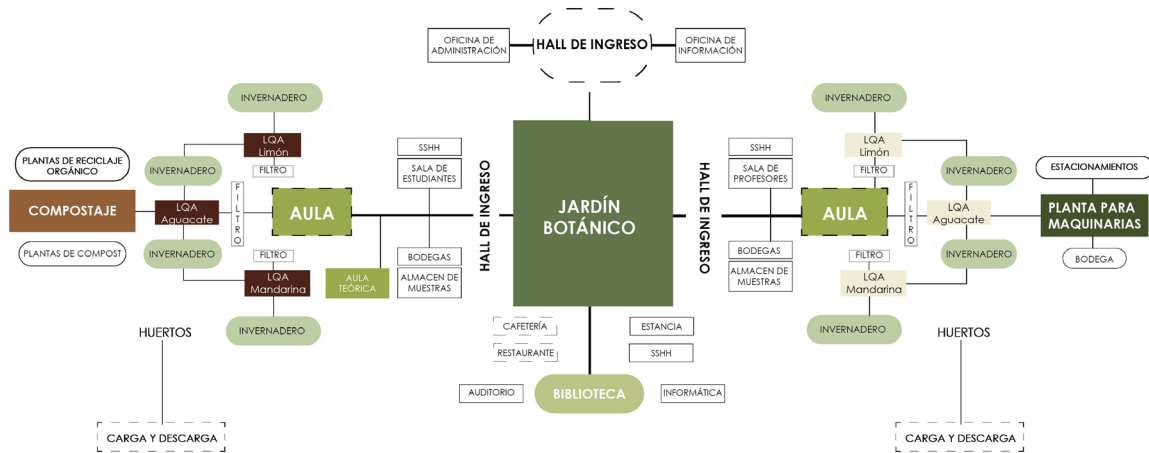 OFICINA DE
ADMINISTRACIÓN
HALL DE INGRESO
OFICINA DE
INFORMACIÓN
INVERNADERO
LQA
Limón
FILTRO
PLANTAS DE RECICLAJE
ORGÁNICO
INVERNADERO
COMPOSTAJE
LQA
Aguacate
FILTRO
AULA
PLANTAS DE COMPOST
INVERNADERO
FILTRO
LQA
Mandarina
INVERNADERO
AULA
TEÓRICA
SSHH
SALA DE
ESTUDIANTES
BODEGAS
ALMACEN DE
MUESTRAS
HALL DE INGRESO
JARDÍN
BOTÁNICO
HALL DE INGRESO
SSHH
SALA DE
PROFESORES
BODEGAS
ALMACEN DE
MUESTRAS
AULA
INVERNADERO
LQA
Limón
FILTRO
FILTRO
INVERNADERO
LQA
Aguacate
INVERNADERO
FILTRO
LQA
Mandarina
INVERNADERO
ESTACIONAMIENTOS
PLANTA PARA
MAQUINARIAS
BODEGA
CAFETERÍA
ESTANCIA
RESTAURANTE
SSHH
AUDITORIO
BIBLIOTECA
INFORMÁTICA
HUERTOS
CARGA Y DESCARGA
HUERTOS
CARGA Y DESCARGA